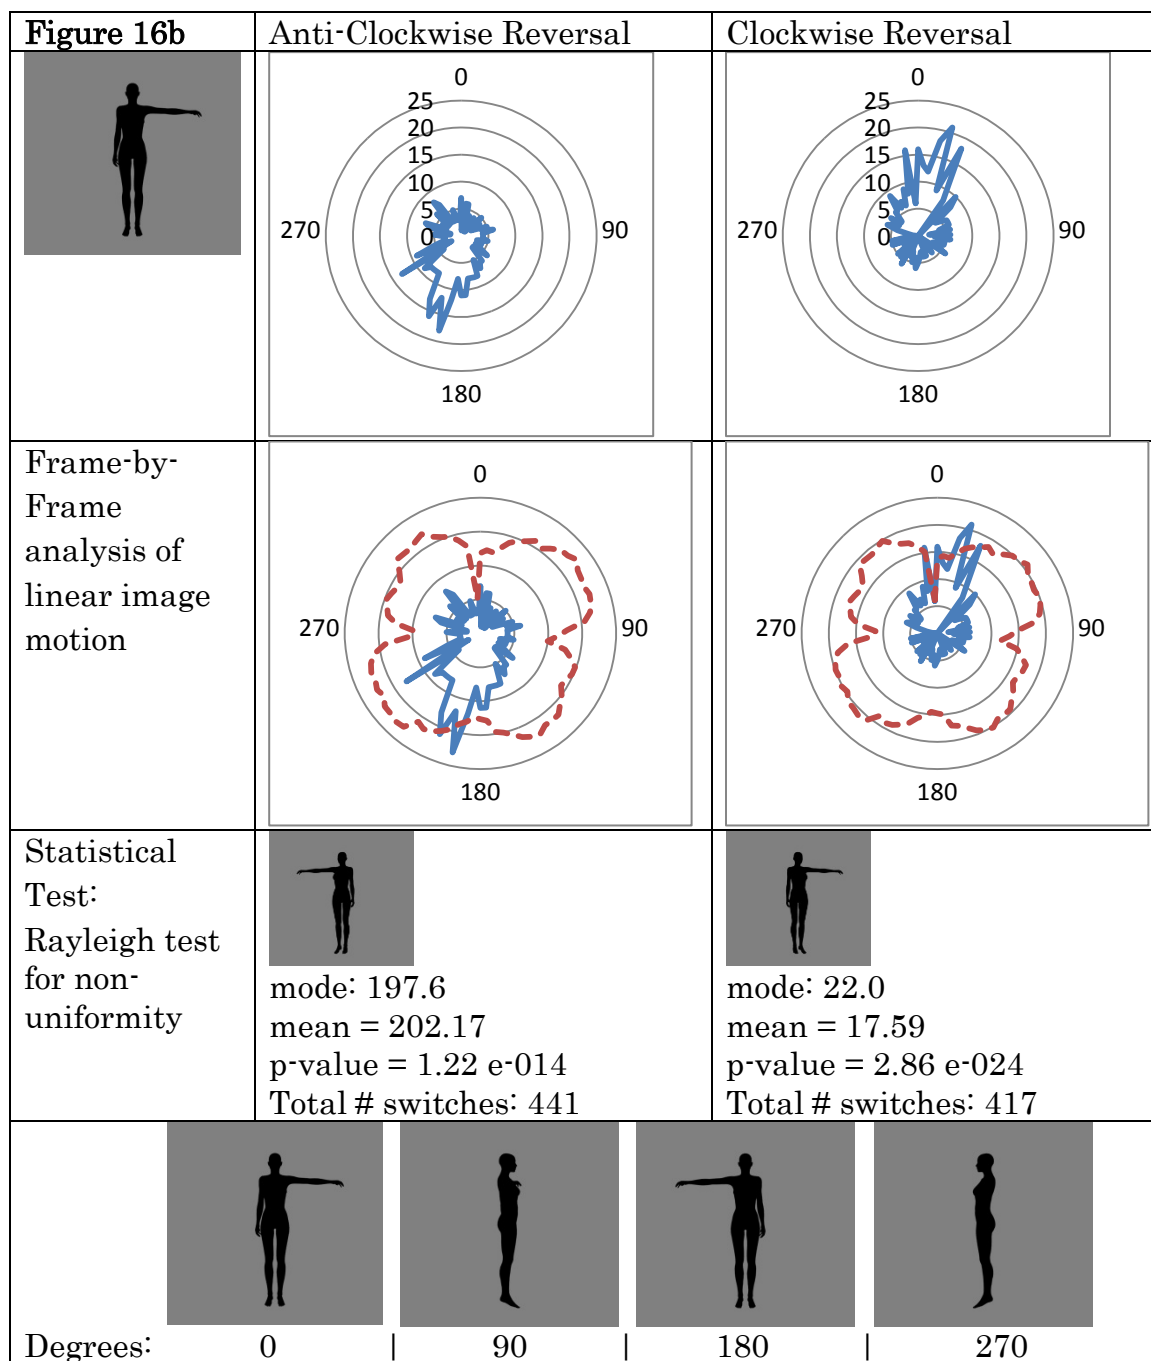 Figure 16b
Anti-Clockwise Reversal
Clockwise Reversal
0
25
20
15
10
5
0
270
90
180
0
25
20
15
10
5
0
270
90
180
Frame-by-
Frame
analysis of
linear image
motion
0
270
90
180
0
270
90
180
Statistical
Test:
Rayleigh test
for non-
uniformity
mode: 197.6
mean = 202.17
p-value = 1.22 e-014
Total # switches: 441
mode: 22.0
mean = 17.59
p-value = 2.86 e-024
Total # switches: 417
Degrees: 0 | 90 | 180 | 270